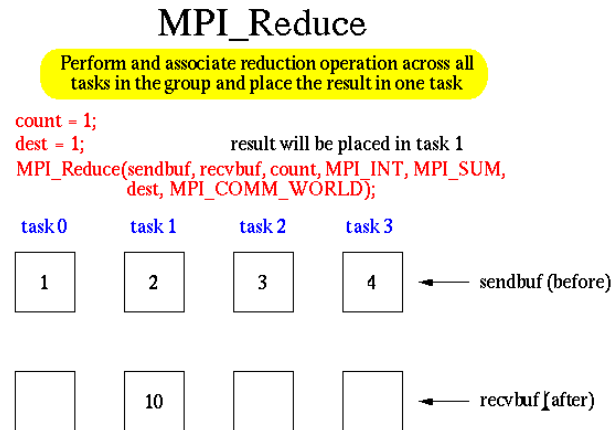 MPI_Reduce
Perform and associate reduction operation across all
tasks in the group and place the result in one task
count = 1;
dest = 1; result will be placed in task 1
MPI_Reduce(sendbuf, recvbuf, count, MPI_INT, MPI_SUM,
dest, MPI_COMM_WORLD);
task 0 task 1 task 2 task 3
1 2 3 4 sendbuf (before)
10 recvbuf (after)